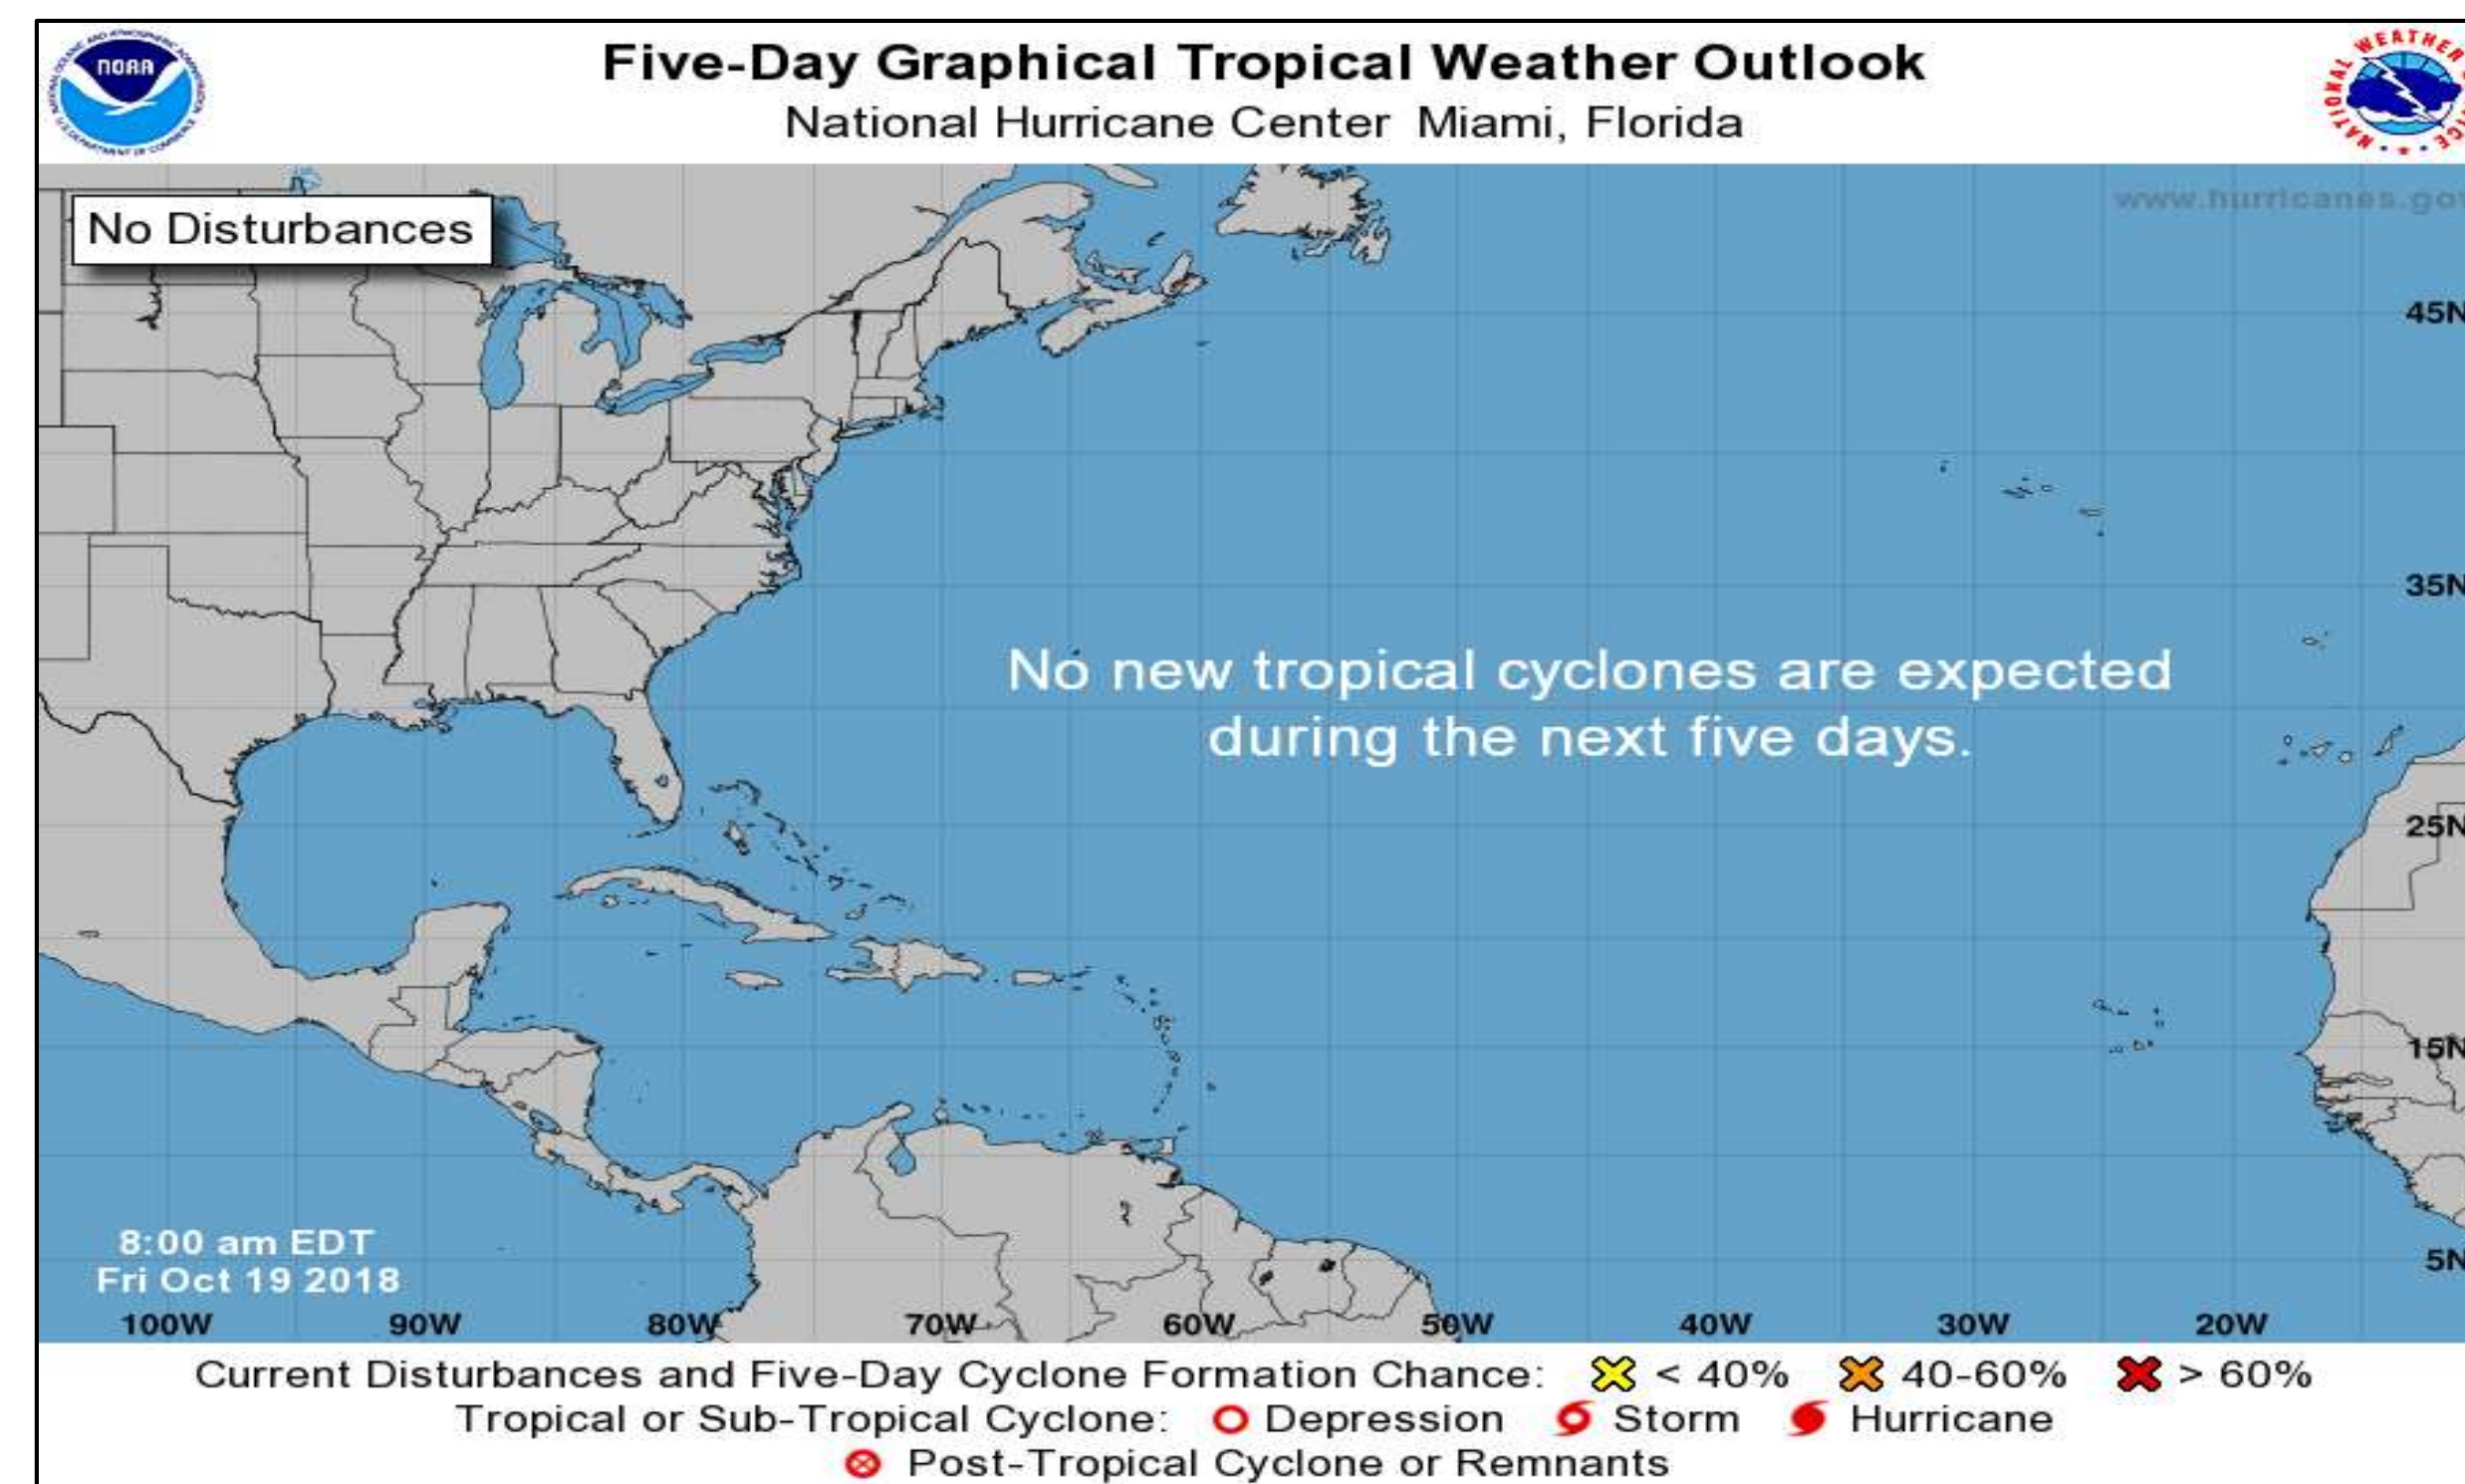 Five-Day Graphical Tropical Weather Outlook
National Hurricane Center Miami, Florida
NOAA
NATIONAL WEATHER
No Disturbances
www.hurricanes.gov
45N
35N
No new tropical cyclones are expected
during the next five days.
25N
15N
8:00 am EDT
Fri Oct 19 2018
5N
100W 90W 80W 70W 60W 50W 40W 30W 20W
Current Disturbances and Five-Day Cyclone Formation Chance: < 40% 40-60% > 60%
Tropical or Sub-Tropical Cyclone: Depression Storm Hurricane
Post-Tropical Cyclone or Remnants